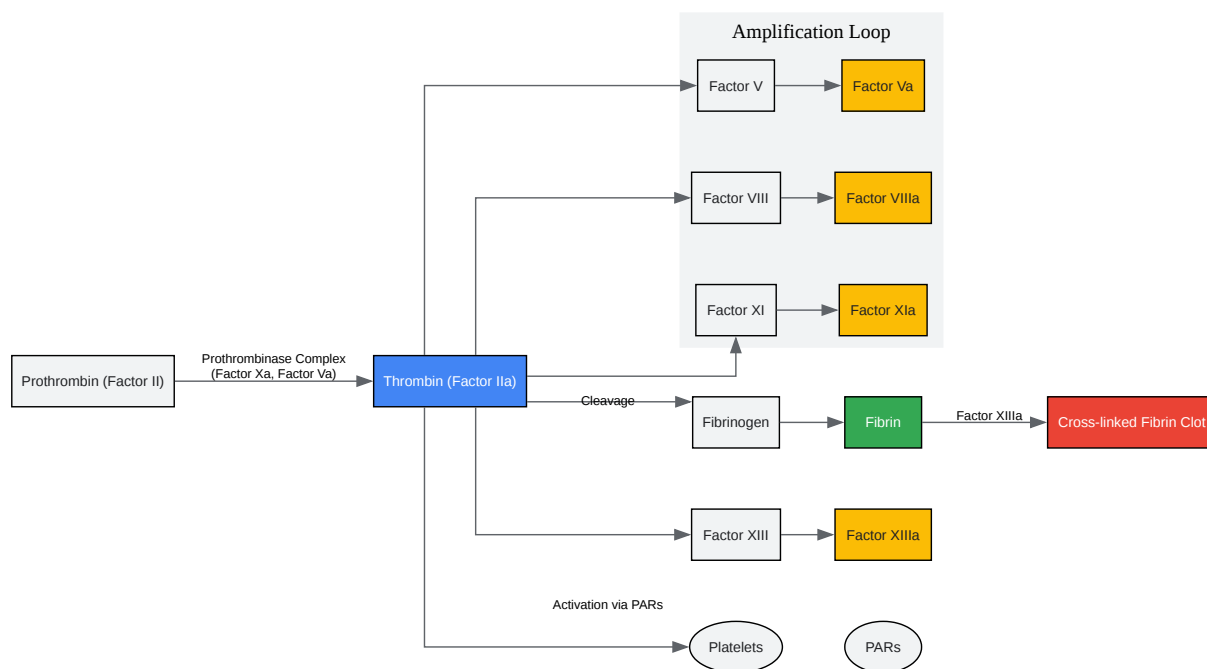 Amplification Loop
Factor V
Factor Va
Factor VIII
Factor VIIIa
Factor XI
Factor XIa
Prothrombin (Factor II)
Prothrombinase Complex
(Factor Xa, Factor Va)
Thrombin (Factor IIa)
Cleavage
Fibrinogen
Fibrin
Factor XIIIa
Cross-linked Fibrin Clot
Factor XIII
Factor XIIIa
Activation via PARs
Platelets
PARs